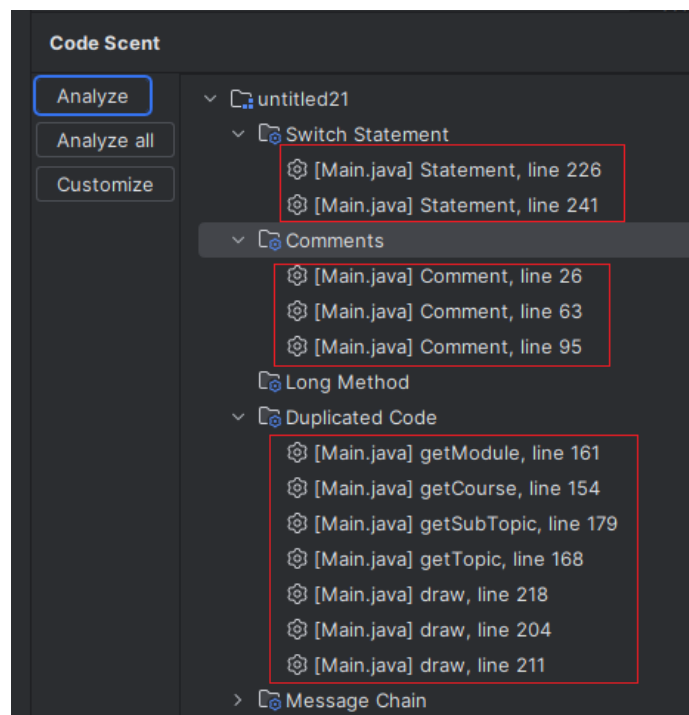 Code Scent
Analyze
Analyze all
Customize
untitled21
Switch Statement
[Main.java] Statement, line 226
[Main.java] Statement, line 241
Comments
[Main.java] Comment, line 26
[Main.java] Comment, line 63
[Main.java] Comment, line 95
Long Method
Duplicated Code
[Main.java] getModule, line 161
[Main.java] getCourse, line 154
[Main.java] getSubTopic, line 179
[Main.java] getTopic, line 168
[Main.java] draw, line 218
[Main.java] draw, line 204
[Main.java] draw, line 211
Message Chain